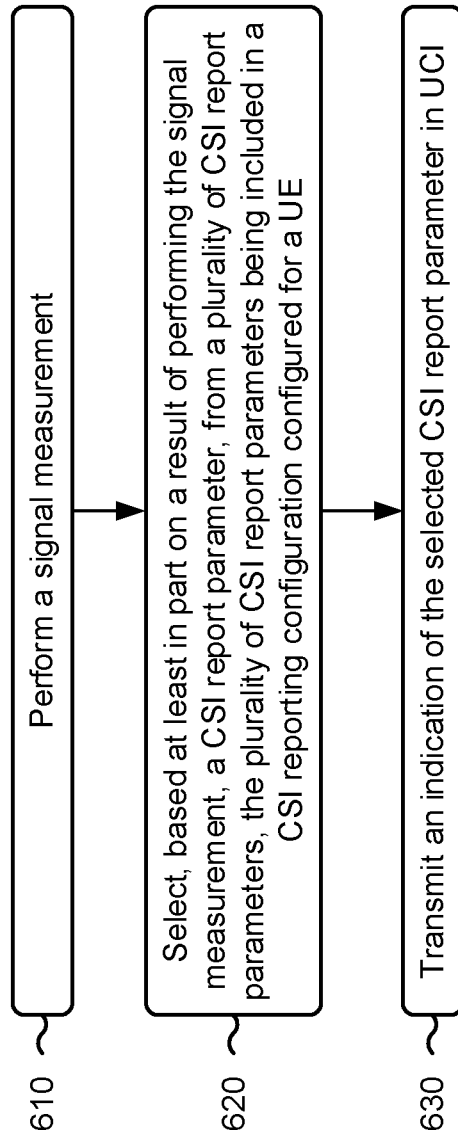 610
Perform a signal measurement
620
Select, based at least in part on a result of performing the signal
measurement, a CSI report parameter, from a plurality of CSI report
parameters, the plurality of CSI report parameters being included in a
CSI reporting configuration configured for a UE
630
Transmit an indication of the selected CSI report parameter in UCI